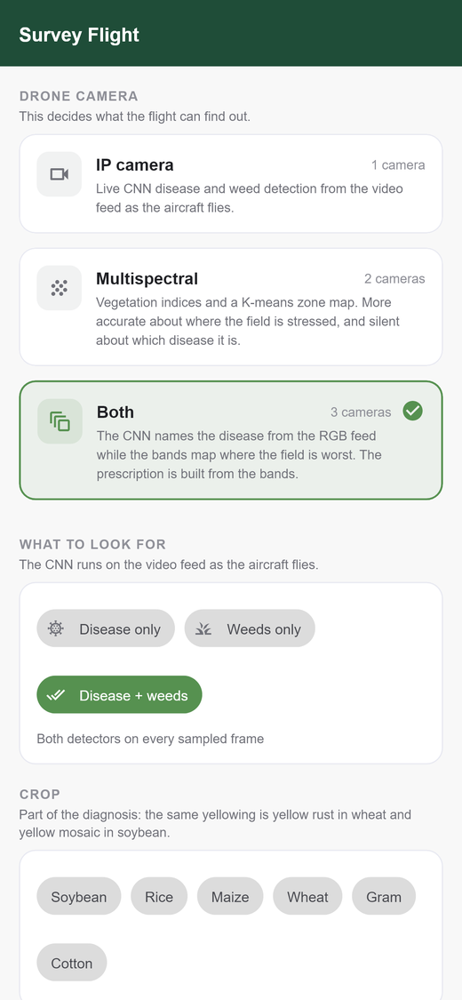 Survey Flight
DRONE CAMERA
This decides what the flight can find out.
IP camera
1 camera
Live CNN disease and weed detection from the video
feed as the aircraft flies.
Multispectral
2 cameras
Vegetation indices and a K-means zone map. More
accurate about where the field is stressed, and silent
about which disease it is.
Both
3 cameras
The CNN names the disease from the RGB feed
while the bands map where the field is worst. The
prescription is built from the bands.
WHAT TO LOOK FOR
The CNN runs on the video feed as the aircraft flies.
Disease only
Weeds only
Disease + weeds
Both detectors on every sampled frame
CROP
Part of the diagnosis: the same yellowing is yellow rust in wheat and
yellow mosaic in soybean.
Soybean
Rice
Maize
Wheat
Gram
Cotton